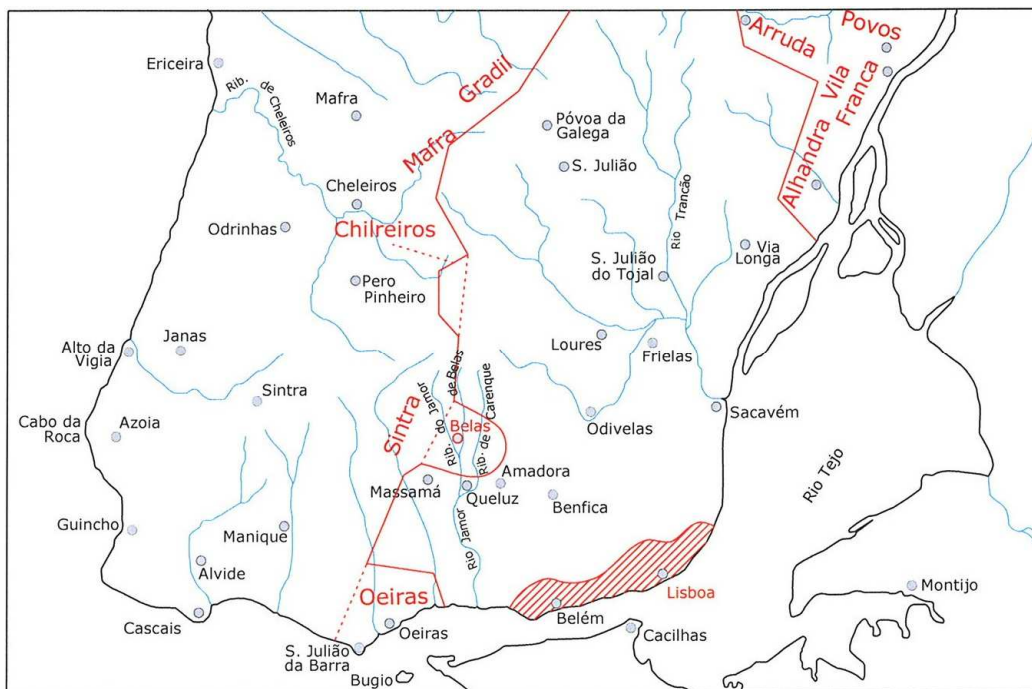 Arruda
Povos
Vila
Franca
Alhandra
Gradil
Mafra
Ericeira
Rib.
de Cheleiros
Mafra
Póvoa da
Galega
S. Julião
Rio Trancão
Cheleiros
Odrinhas
Chilreiros
S. Julião
do Tojal
Via
Longa
Pero
Pinheiro
Janas
Alto da
Vigia
Loures
Frielas
Sintra
Sintra
Rib. do Jamor
de Belas
Rib. de Carenque
Belas
Cabo da
Roca
Azoia
Odivelas
Sacavém
Massamá
Queluz
Amadora
Benfica
Rio Tejo
Guincho
Manique
Rio Jamor
Alvide
Oeiras
Lisboa
Montijo
Cascais
S. Julião
da Barra
Oeiras
Belém
Cacilhas
Bugio